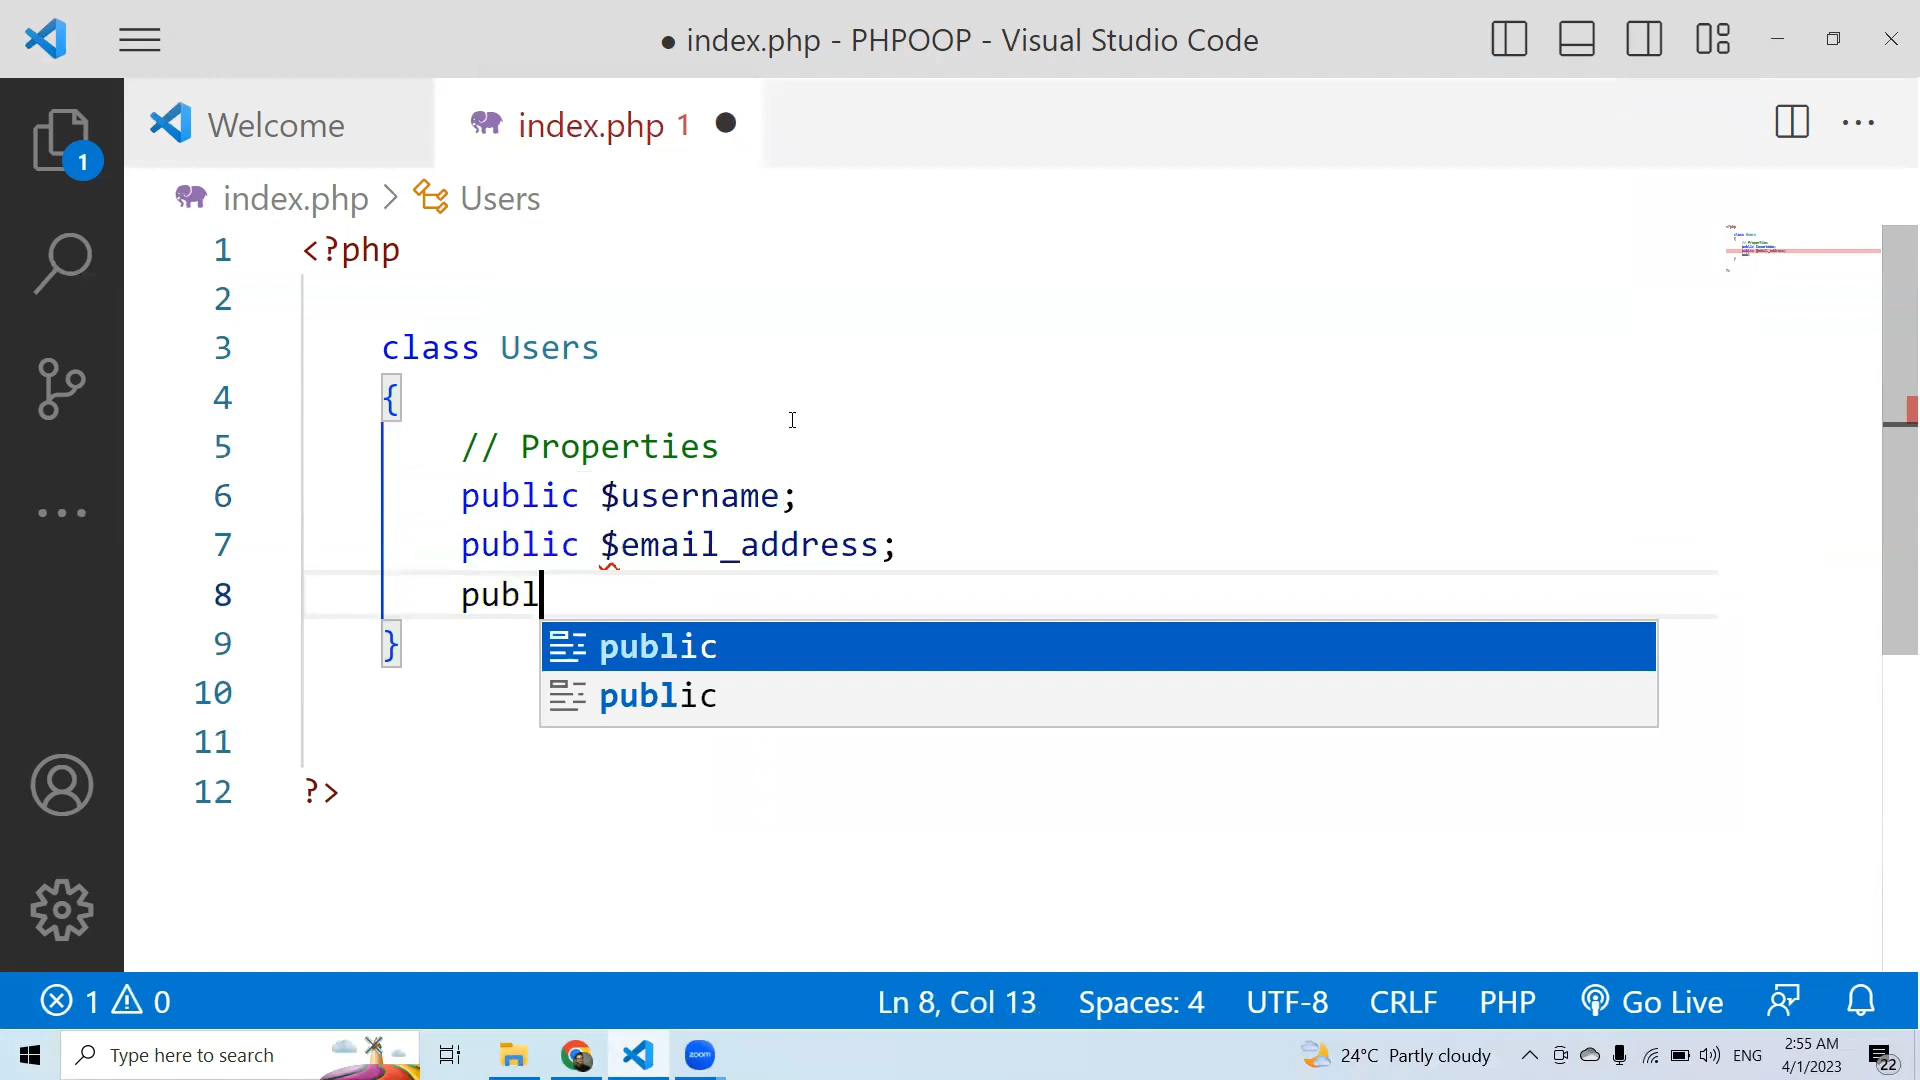 ● index.php - PHPOOP - Visual Studio Code
Welcome
index.php 1 ●
1
index.php > Users
1 <?php
2
3 class Users
4 {
5 // Properties
6 public $username;
7 public $email_address;
8 publ
public
9 }
public
10
11
12 ?>
1 0
Ln 8, Col 13
Spaces: 4
UTF-8
CRLF
PHP
Go Live
Type here to search
zoom
24°C Partly cloudy
ENG
2:55 AM
4/1/2023
22